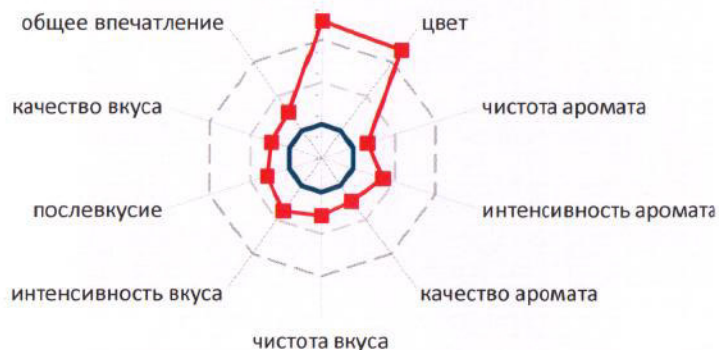 общее впечатление
цвет
качество вкуса
чистота аромата
послевкусие
интенсивность аромата
интенсивность вкуса
качество аромата
чистота вкуса